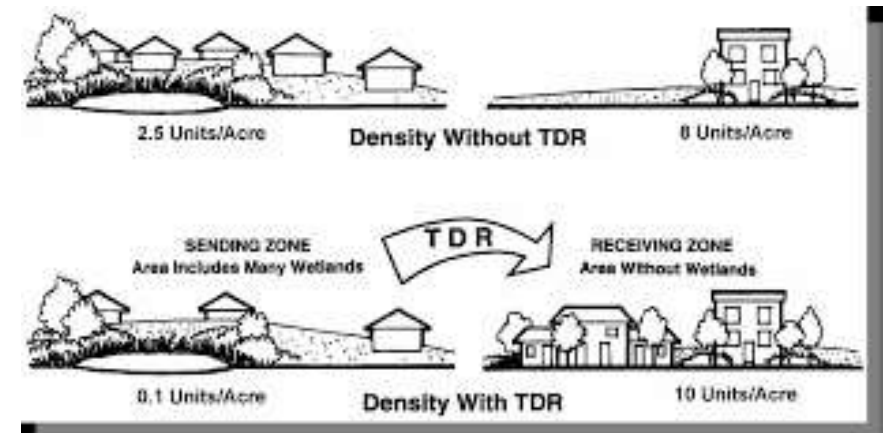 2.5 Units/Acre
Density Without TDR
8 Units/Acre
SENDING ZONE
Area Includes Many Wetlands
TDR
RECEIVING ZONE
Area Without Wetlands
0.1 Units/Acre
Density With TDR
10 Units/Acre